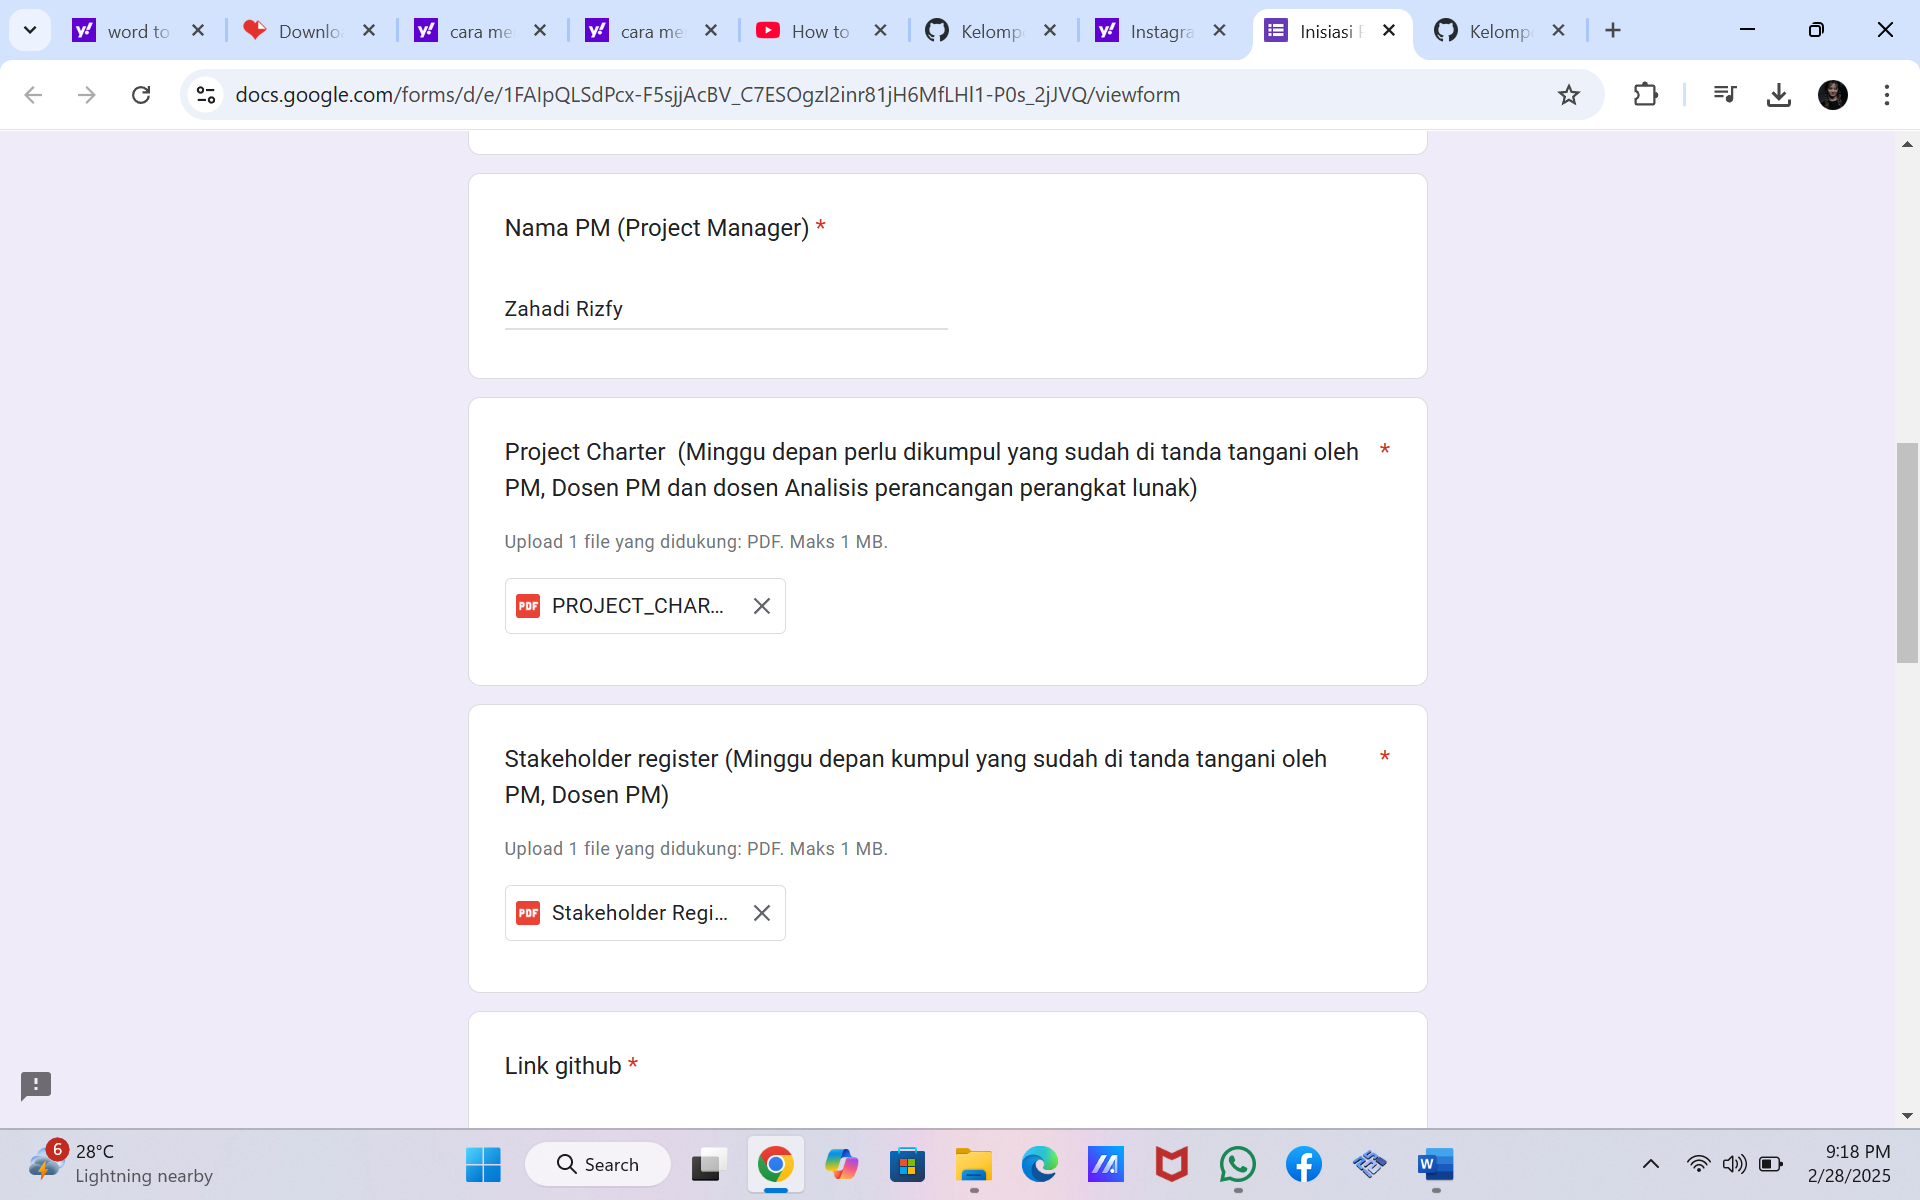 word to
Downlo
cara me
cara me
How to
Kelomp
Instagra
Inisiasi
Kelomp
docs.google.com/forms/d/e/1FAIpQLSdPcx-F5sjjAcBV_C7ESOgzl2inr81jH6MfLHl1-P0s_2jJVQ/viewform
Nama PM (Project Manager) *
Zahadi Rizfy
Project Charter  (Minggu depan perlu dikumpul yang sudah di tanda tangani oleh *
PM, Dosen PM dan dosen Analisis perancangan perangkat lunak)
Upload 1 file yang didukung: PDF. Maks 1 MB.
PDF PROJECT_CHAR...
Stakeholder register (Minggu depan kumpul yang sudah di tanda tangani oleh *
PM, Dosen PM)
Upload 1 file yang didukung: PDF. Maks 1 MB.
PDF Stakeholder Regi...
Link github *
6
28°C
Lightning nearby
Search
9:18 PM
2/28/2025